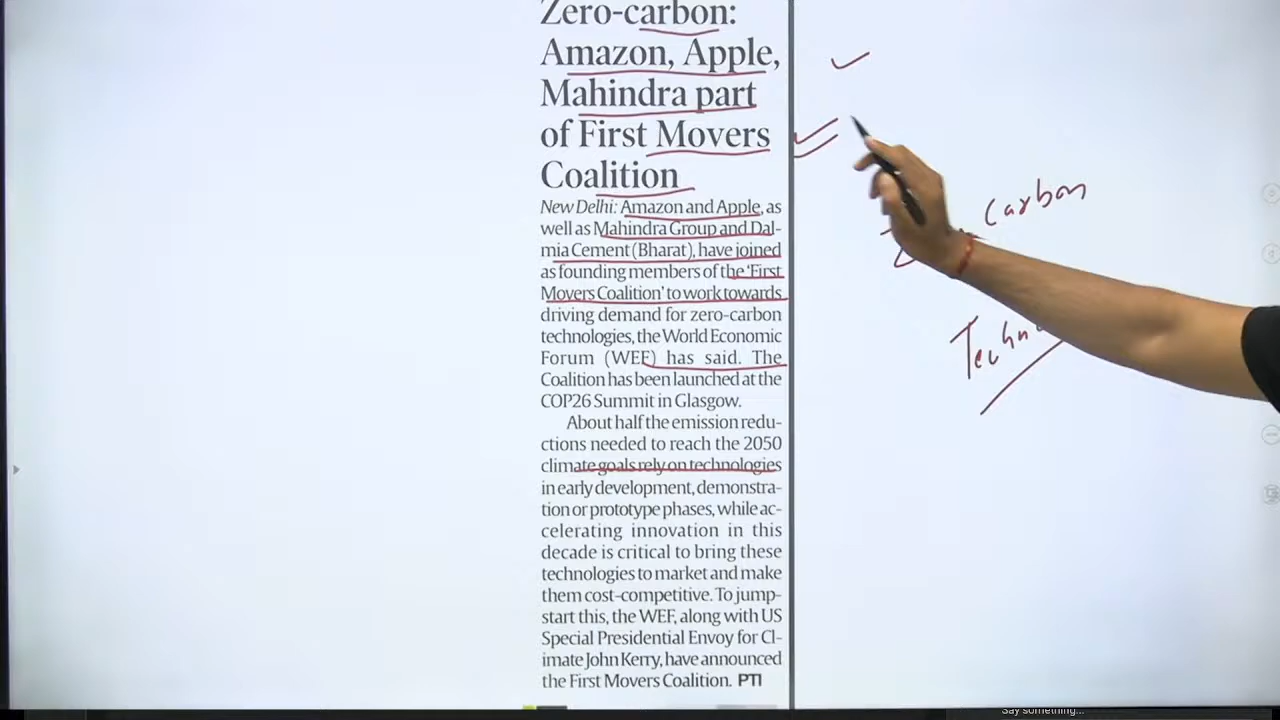 Zero-carbon:
Amazon, Apple,
Mahindra part
of First Movers
Coalition
New Delhi: Amazon and Apple, as
well as Mahindra Group and Dal-
mia Cement (Bharat), have joined
as founding members of the 'First
Movers Coalition' to work towards
driving demand for zero-carbon
technologies, the World Economic
Forum (WEF) has said. The
Coalition has been launched at the
COP26 Summit in Glasgow.
About half the emission redu-
ctions needed to reach the 2050
climate goals rely on technologies
in early development, demonstra-
tion or prototype phases, while ac-
celerating innovation in this
decade is critical to bring these
technologies to market and make
them cost-competitive. To jump-
start this, the WEF, along with US
Special Presidential Envoy for Cl-
imate John Kerry, have announced
the First Movers Coalition. PTI
Carbon
Techn
Say something...